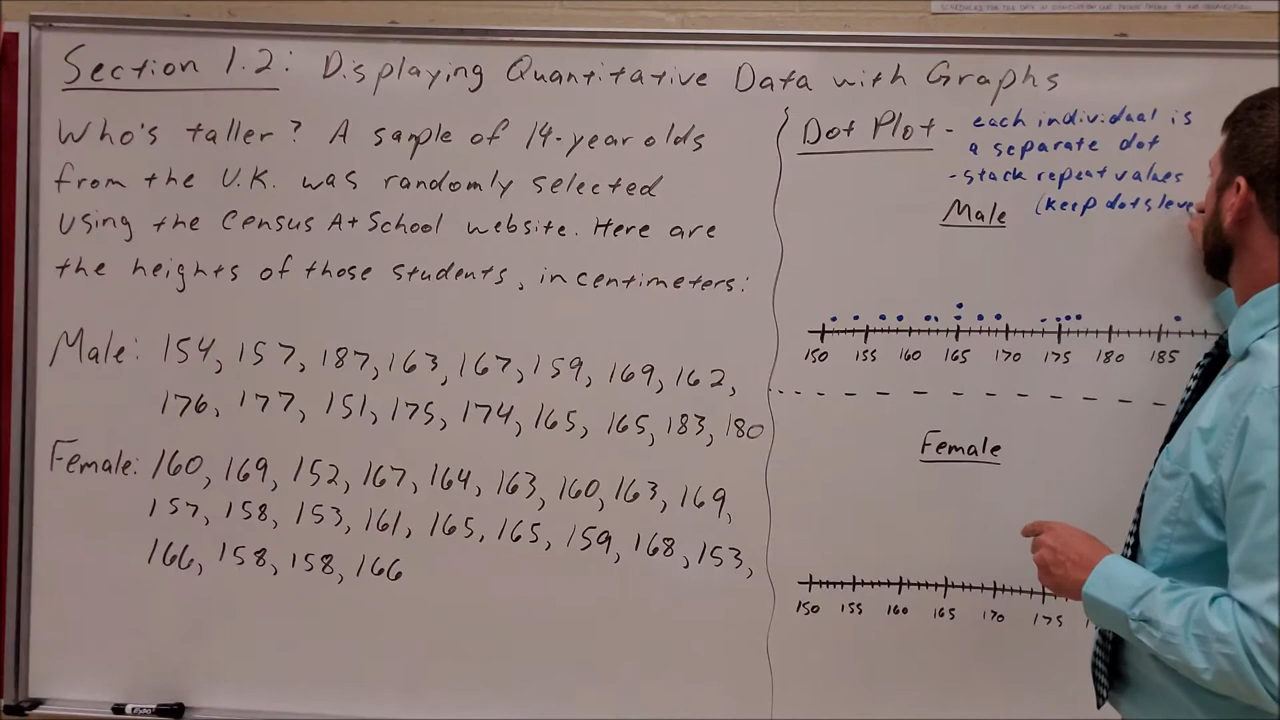 Section 1.2: Displaying Quantitative Data with Graphs
Who's taller? A sample of 14-year olds
from the U.K. was randomly selected
using the Census At School website. Here are
the heights of those students, in centimeters:
Male: 154, 157, 187, 163, 167, 159, 169, 162,
176, 177, 151, 175, 174, 165, 165, 183, 180
Female: 160, 169, 152, 167, 164, 163, 160, 163, 169,
157, 158, 153, 161, 165, 165, 159, 168, 153,
166, 158, 158, 166
Dot Plot - each individual is
a separate dot
- stack repeat values
(keep dots leve
Male
150 155 160 165 170 175 180 185
Female
150 155 160 165 170 175
EXPO